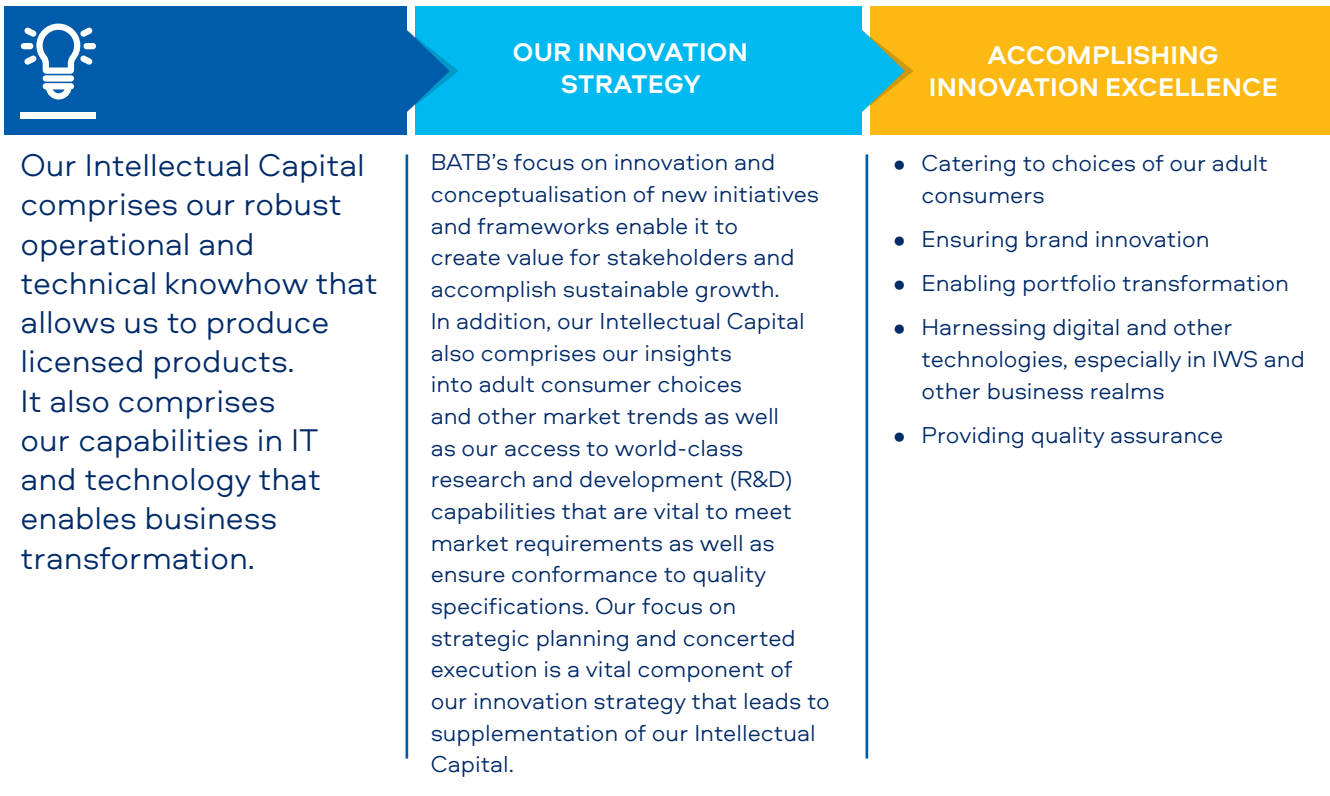 Our Intellectual Capital
comprises our robust
operational and
technical knowhow that
allows us to produce
licensed products.
It also comprises
our capabilities in IT
and technology that
enables business
transformation.
OUR INNOVATION
STRATEGY
BATB’s focus on innovation and
conceptualisation of new initiatives
and frameworks enable it to
create value for stakeholders and
accomplish sustainable growth.
In addition, our Intellectual Capital
also comprises our insights
into adult consumer choices
and other market trends as well
as our access to world-class
research and development (R&D)
capabilities that are vital to meet
market requirements as well as
ensure conformance to quality
specifications. Our focus on
strategic planning and concerted
execution is a vital component of
our innovation strategy that leads to
supplementation of our Intellectual
Capital.
ACCOMPLISHING
INNOVATION EXCELLENCE
• Catering to choices of our adult
consumers
• Ensuring brand innovation
• Enabling portfolio transformation
• Harnessing digital and other
technologies, especially in IWS and
other business realms
• Providing quality assurance